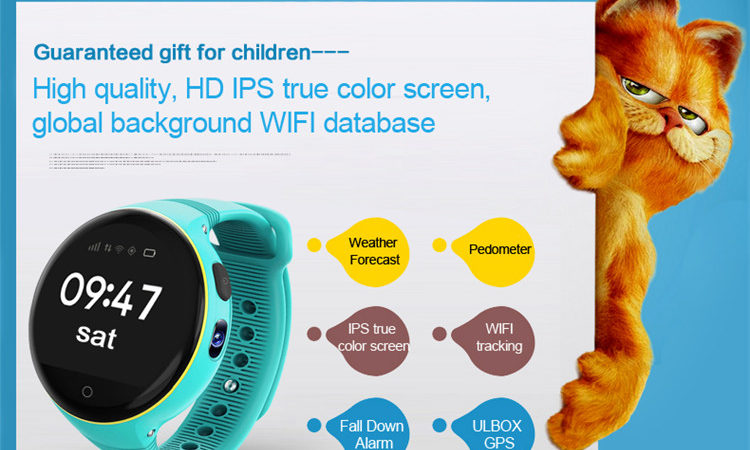 Guaranteed gift for children---
High quality, HD IPS true color screen,
global background WIFI database
09:47
sat
Weather
Forecast
Pedometer
IPS true
color screen
WIFI
tracking
Fall Down
Alarm
ULBOX
GPS